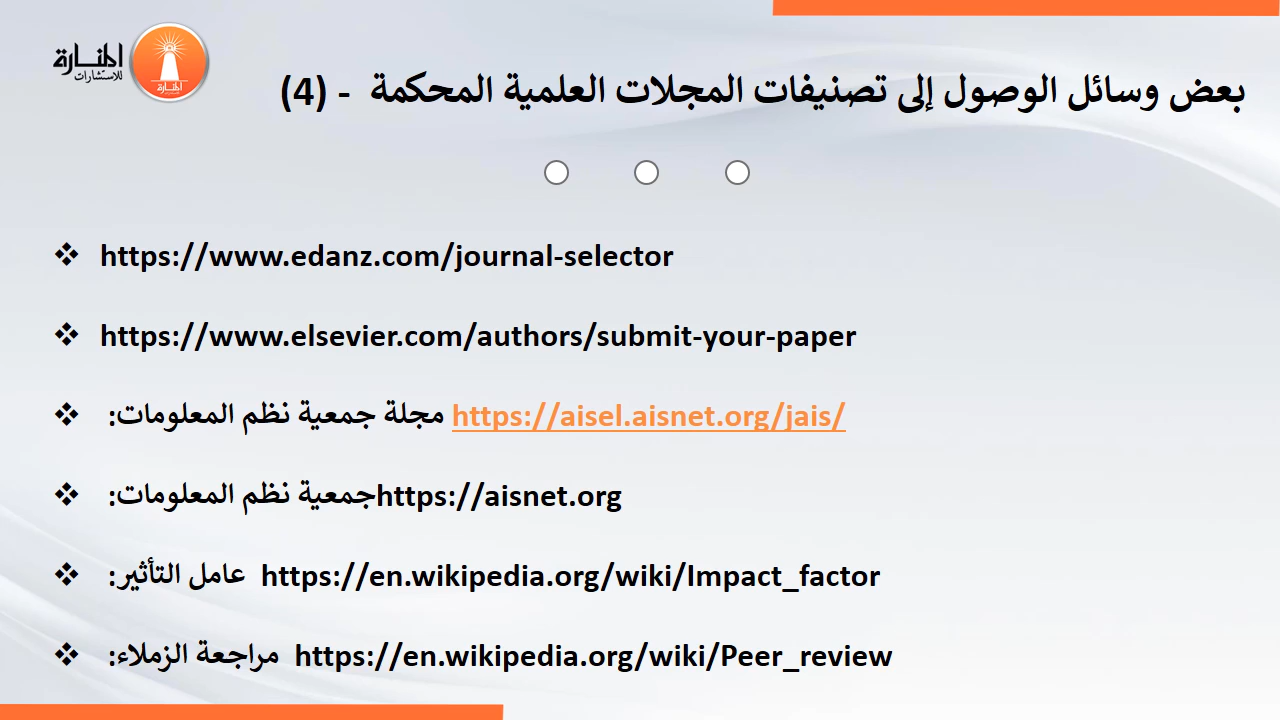 المنارة
للاستشارات
المنارة
بعض وسائل الوصول إلى تصنيفات المجلات العلمية المحكمة - (4)
❖ https://www.edanz.com/journal-selector
❖ https://www.elsevier.com/authors/submit-your-paper
❖ مجلة جمعية نظم المعلومات: https://aisel.aisnet.org/jais/
❖ جمعية نظم المعلومات:https://aisnet.org
❖ عامل التأثير: https://en.wikipedia.org/wiki/Impact_factor
❖ مراجعة الزملاء: https://en.wikipedia.org/wiki/Peer_review